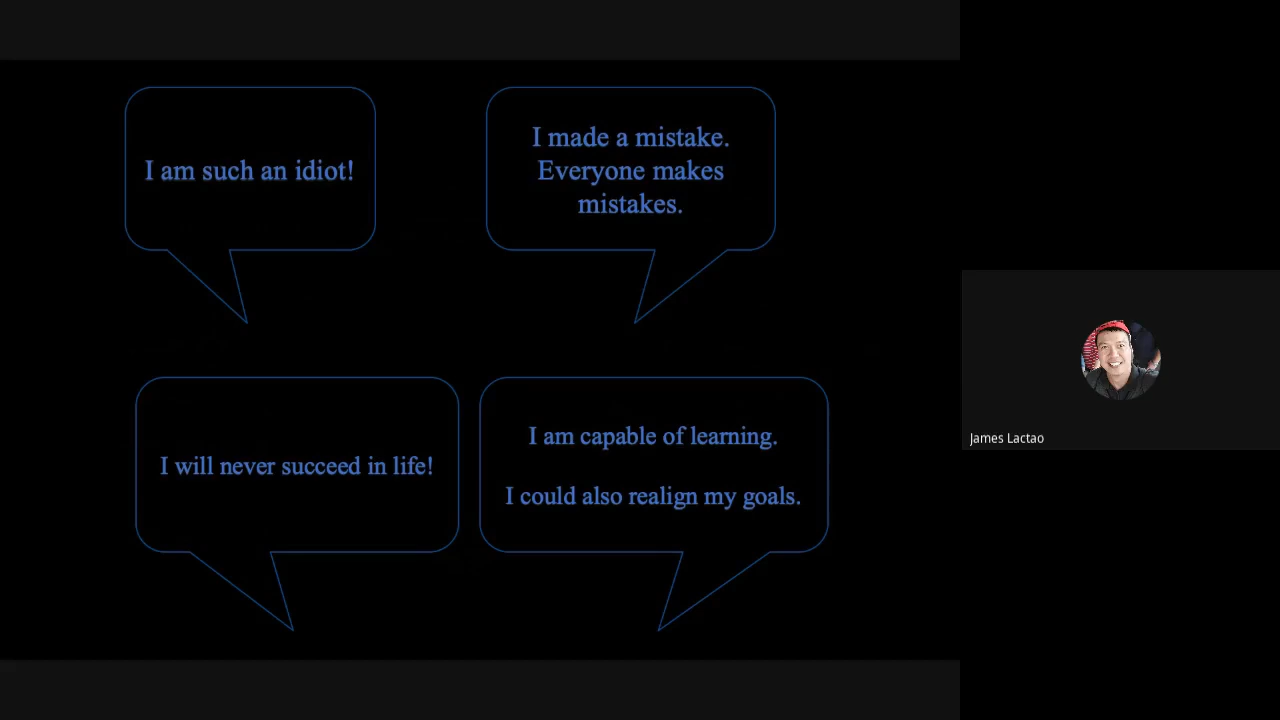 I am such an idiot!
I made a mistake.
Everyone makes
mistakes.
I will never succeed in life!
I am capable of learning.
I could also realign my goals.
James Lactao